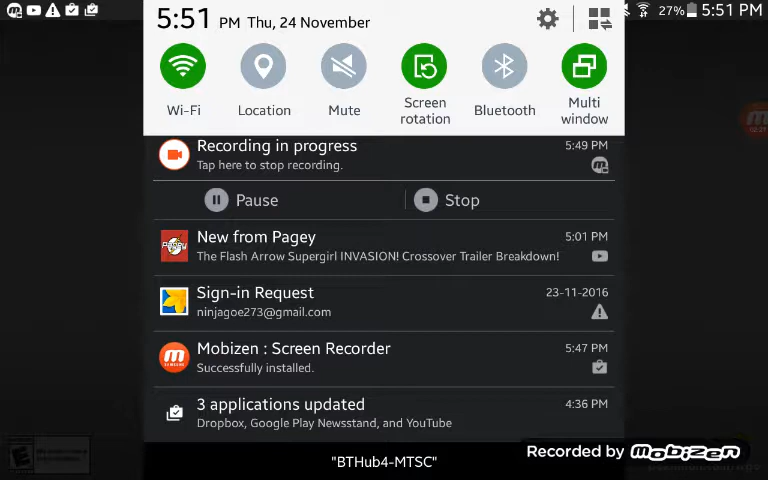 5:51 PM Thu, 24 November
27% 5:51 PM
Wi-Fi
Location
Mute
Screen rotation
Bluetooth
Multi window
Recording in progress 5:49 PM
Tap here to stop recording.
Pause
Stop
New from Pagey 5:01 PM
The Flash Arrow Supergirl INVASION! Crossover Trailer Breakdown!
Sign-in Request 23-11-2016
ninjagoe273@gmail.com
Mobizen : Screen Recorder 5:47 PM
Successfully installed.
3 applications updated 4:36 PM
Dropbox, Google Play Newsstand, and YouTube
Recorded by Mobizen
"BTHub4-MTSC"